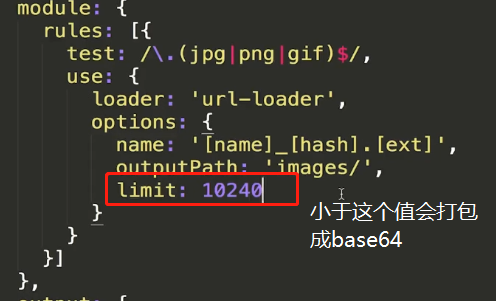 module: {
rules: [{
test: /\.(jpg|png|gif)$/,
use: {
loader: 'url-loader',
options: {
name: '[name]_[hash].[ext]',
outputPath: 'images/',
limit: 10240
}
小于这个值会打包
成base64
}
}]
},
output: {